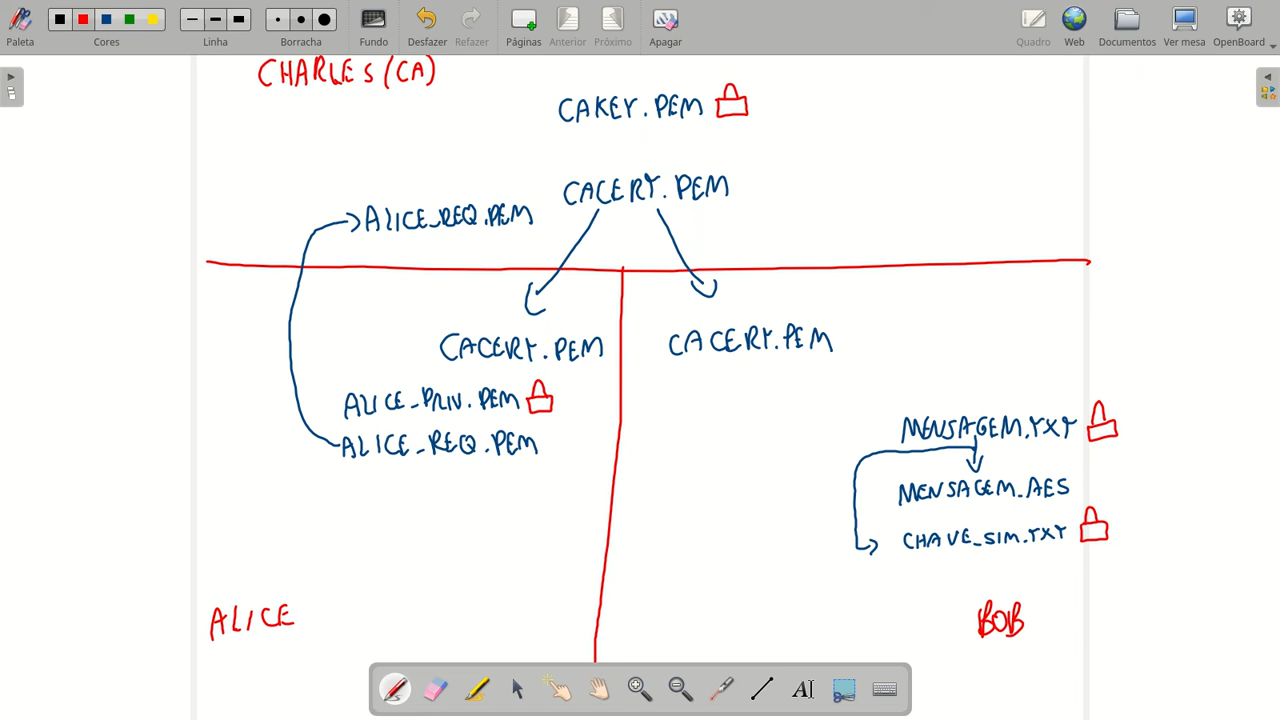 Paleta Cores Linha Borracha Fundo Desfazer Refazer Páginas Anterior Próximo Apagar Quadro Web Documentos Ver mesa OpenBoard
CHARLES (CA)
CAKEY.PEM
CACERT.PEM
ALICE_REQ.PEM
CACERT.PEM
CACERT.PEM
ALICE_PRIV.PEM
ALICE_REQ.PEM
MENSAGEM.TXT
MENSAGEM.AES
CHAVE_SIM.TXT
ALICE
BOB
AI